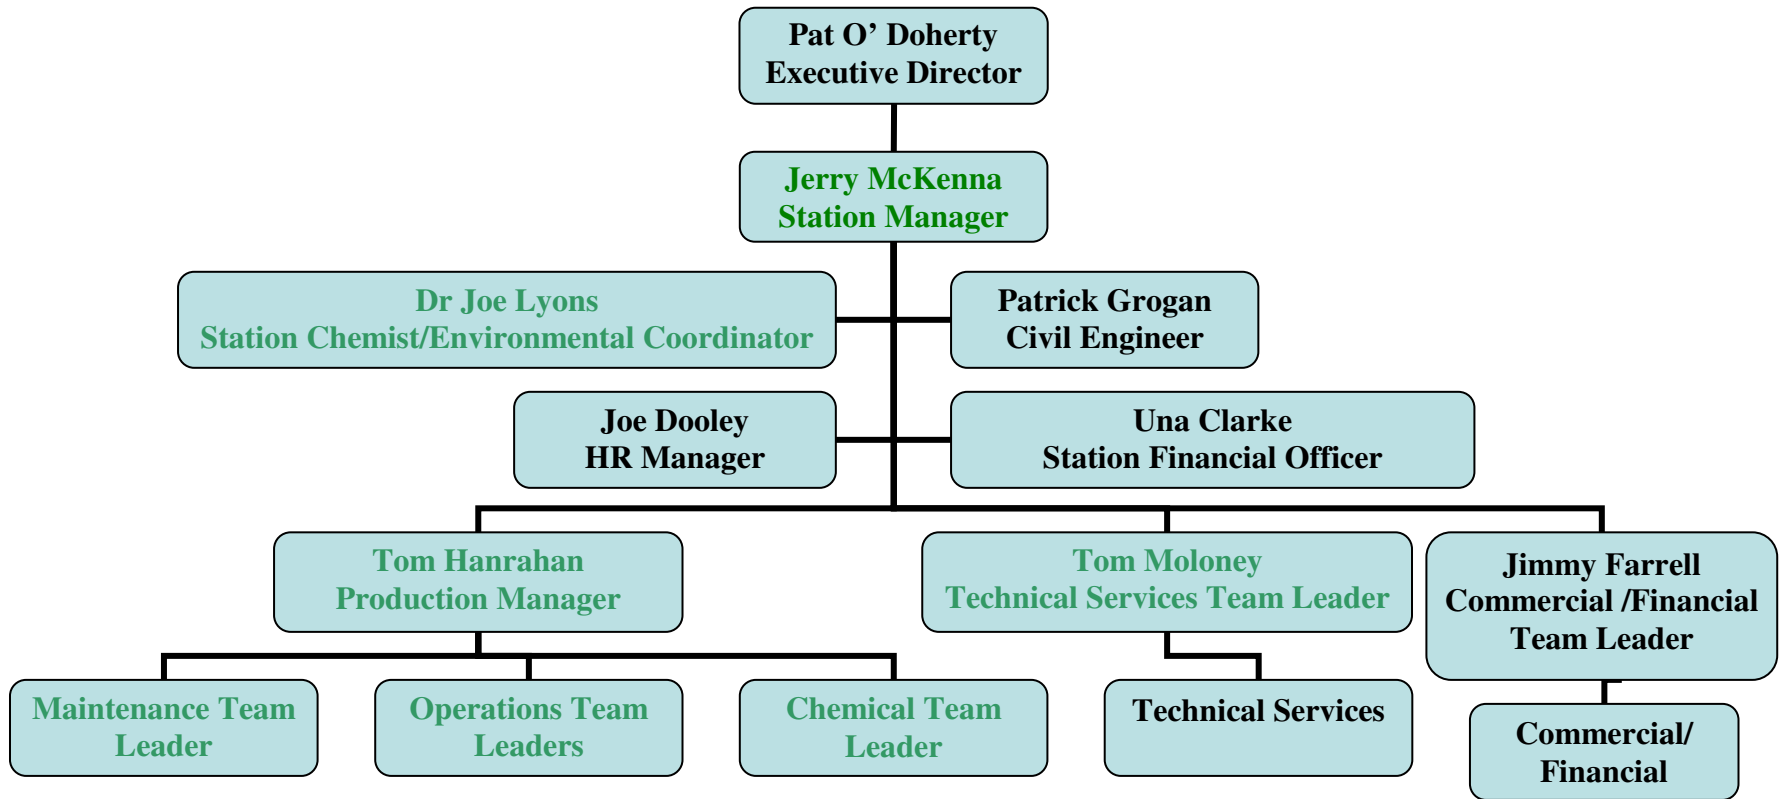 Pat O’ Doherty
Executive Director
Jerry McKenna
Station Manager
Dr Joe Lyons
Station Chemist/Environmental Coordinator
Patrick Grogan
Civil Engineer
Joe Dooley
HR Manager
Una Clarke
Station Financial Officer
Tom Hanrahan
Production Manager
Tom Moloney
Technical Services Team Leader
Jimmy Farrell
Commercial /Financial
Team Leader
Maintenance Team
Leader
Operations Team
Leaders
Chemical Team
Leader
Technical Services
Commercial/
Financial